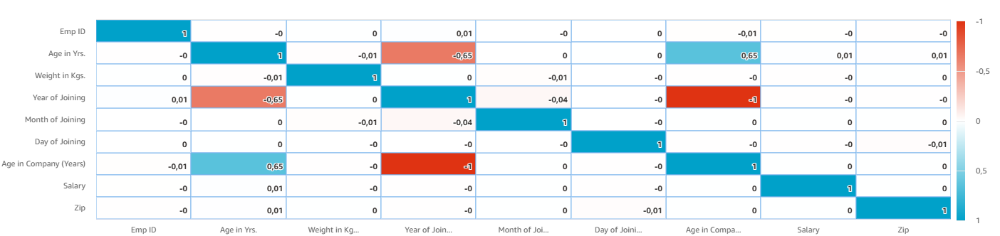 Emp ID 1 -0 0 0,01 -0 0 -0,01 -0 -0
Age in Yrs. -0 1 -0,01 -0,65 0 0 0,65 0,01 0,01
Weight in Kgs. 0 -0,01 1 0 -0,01 -0 -0 -0 0
Year of Joining 0,01 -0,65 0 1 -0,04 -0 -1 -0 -0
Month of Joining -0 0 -0,01 -0,04 1 -0 0 0 0
Day of Joining 0 0 -0 -0 -0 1 -0 -0 -0,01
Age in Company (Years) -0,01 0,65 -0 -1 0 -0 1 0 0
Salary -0 0,01 -0 -0 0 -0 0 1 0
Zip -0 0,01 0 -0 0 -0,01 0 0 1
Emp ID Age in Yrs. Weight in Kg... Year of Join... Month of Joi... Day of Joini... Age in Compa... Salary Zip
-1
-0,5
0
0,5
1